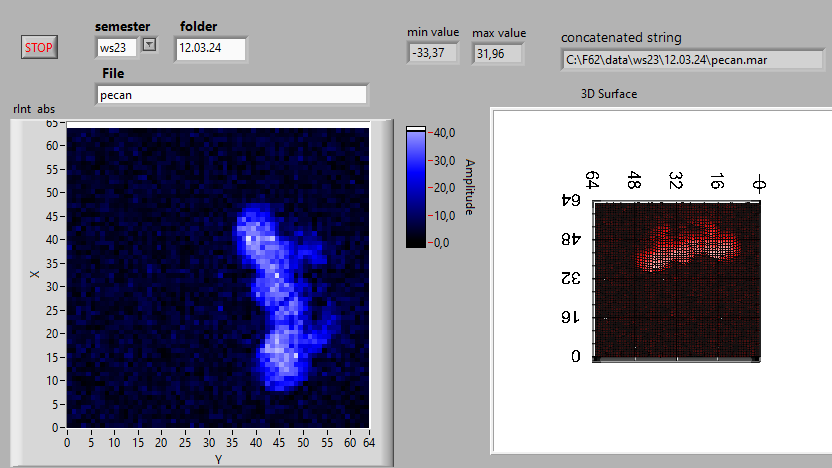 semester
folder
min value
max value
concatenated string
STOP
ws23
12.03.24
-33,37
31,96
C:\F62\data\ws23\12.03.24\pecan.mar
File
pecan
3D Surface
rInt abs
65
60
55
50
45
40
35
30
25
20
15
10
5
0
X
0 5 10 15 20 25 30 35 40 45 50 55 60 64
Y
40,0
30,0
20,0
10,0
0,0
Amplitude
64 48 32 16 0
64
48
32
16
0